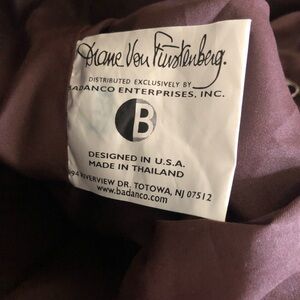 Diane Von Furstenberg.
DISTRIBUTED EXCLUSIVELY BY
BADANCO ENTERPRISES, INC.
B
DESIGNED IN U.S.A.
MADE IN THAILAND
RIVERVIEW DR. TOTOWA, NJ 07512
www.badanco.com